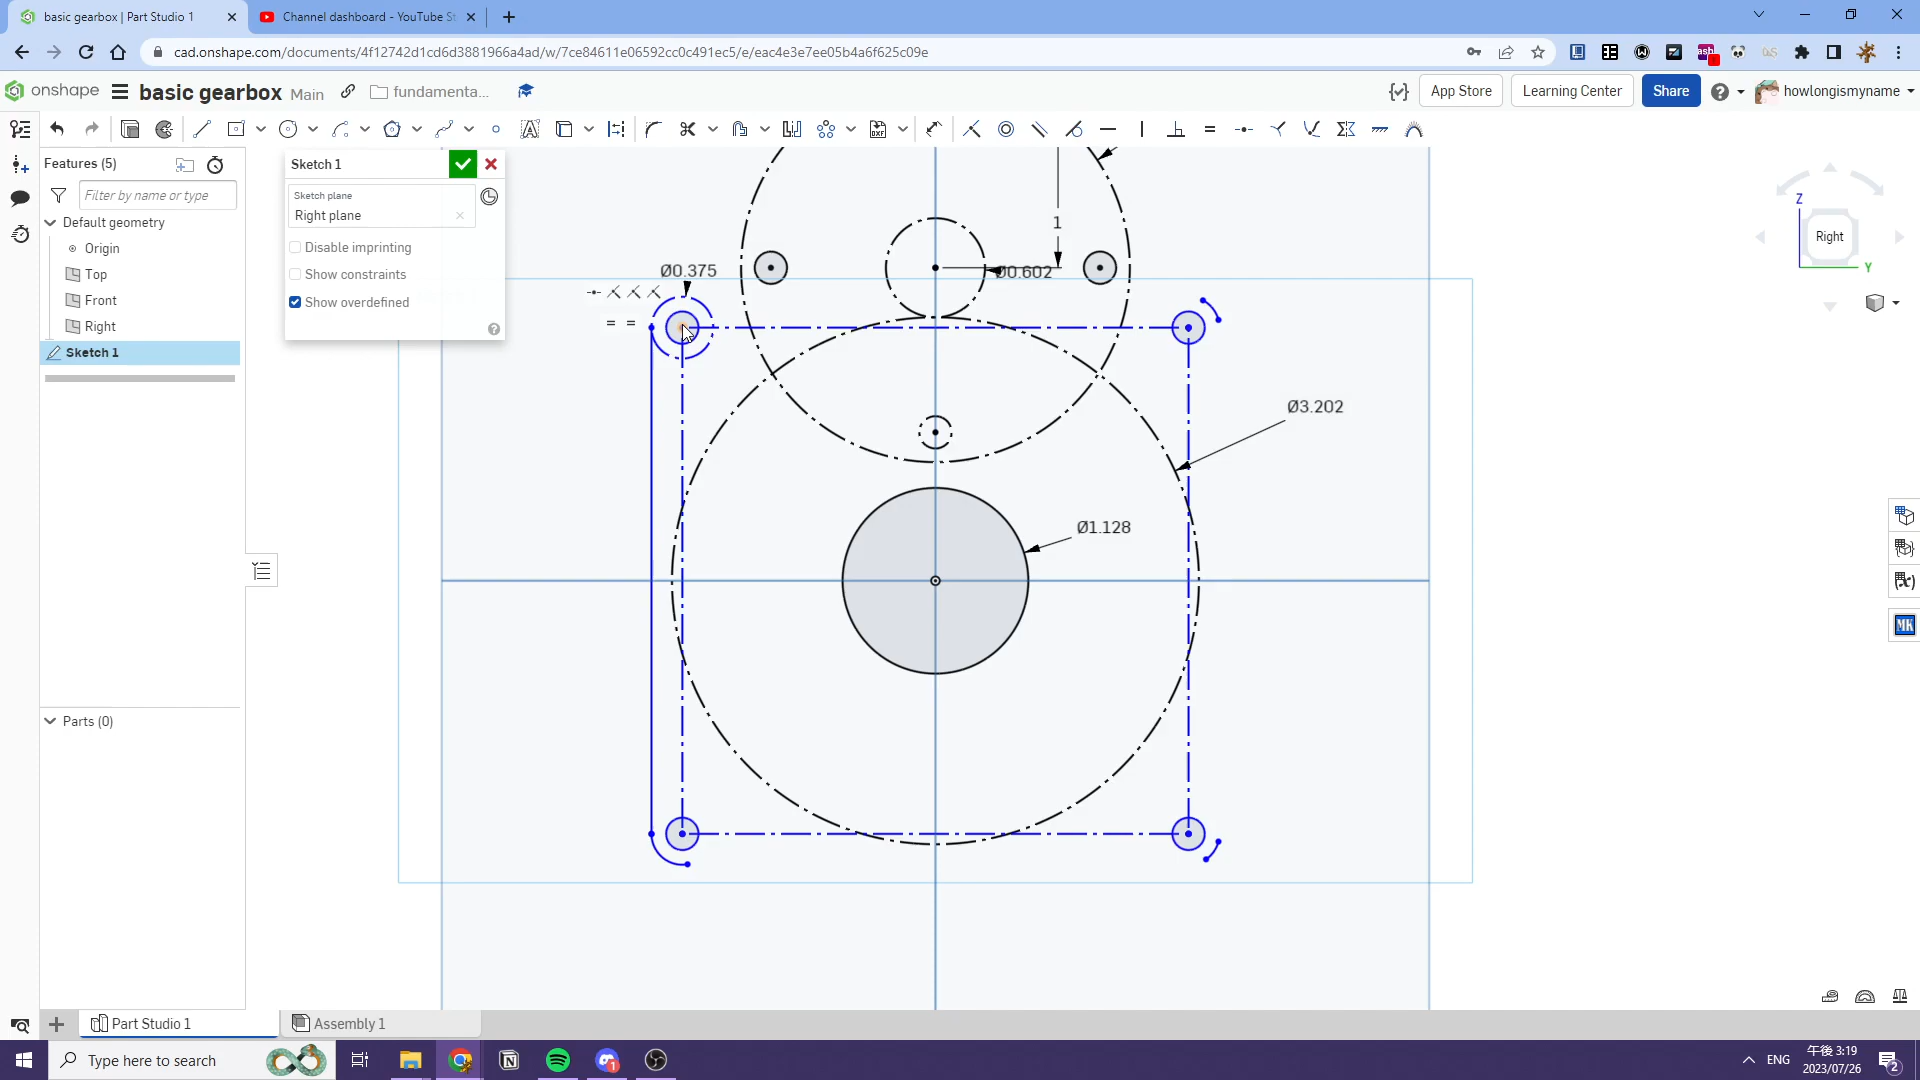 basic gearbox | Part Studio 1
Channel dashboard - YouTube St
cad.onshape.com/documents/4f12742d1cd6d3881966a4ad/w/7ce84611e06592cc0c491ec5/e/eac4e3e7ee05b4a6f625c09e
onshape
basic gearbox Main
fundamenta...
App Store
Learning Center
Share
howlongismyname
Features (5)
Filter by name or type
Default geometry
Origin
Top
Front
Right
Sketch 1
Parts (0)
Sketch 1
Sketch plane
Right plane
Disable imprinting
Show constraints
Show overdefined
Ø0.375
1
Ø0.602
Ø3.202
Ø1.128
Z
Right
Y
MK
Part Studio 1
Assembly 1
Type here to search
1
ENG
午後 3:19
2023/07/26
2